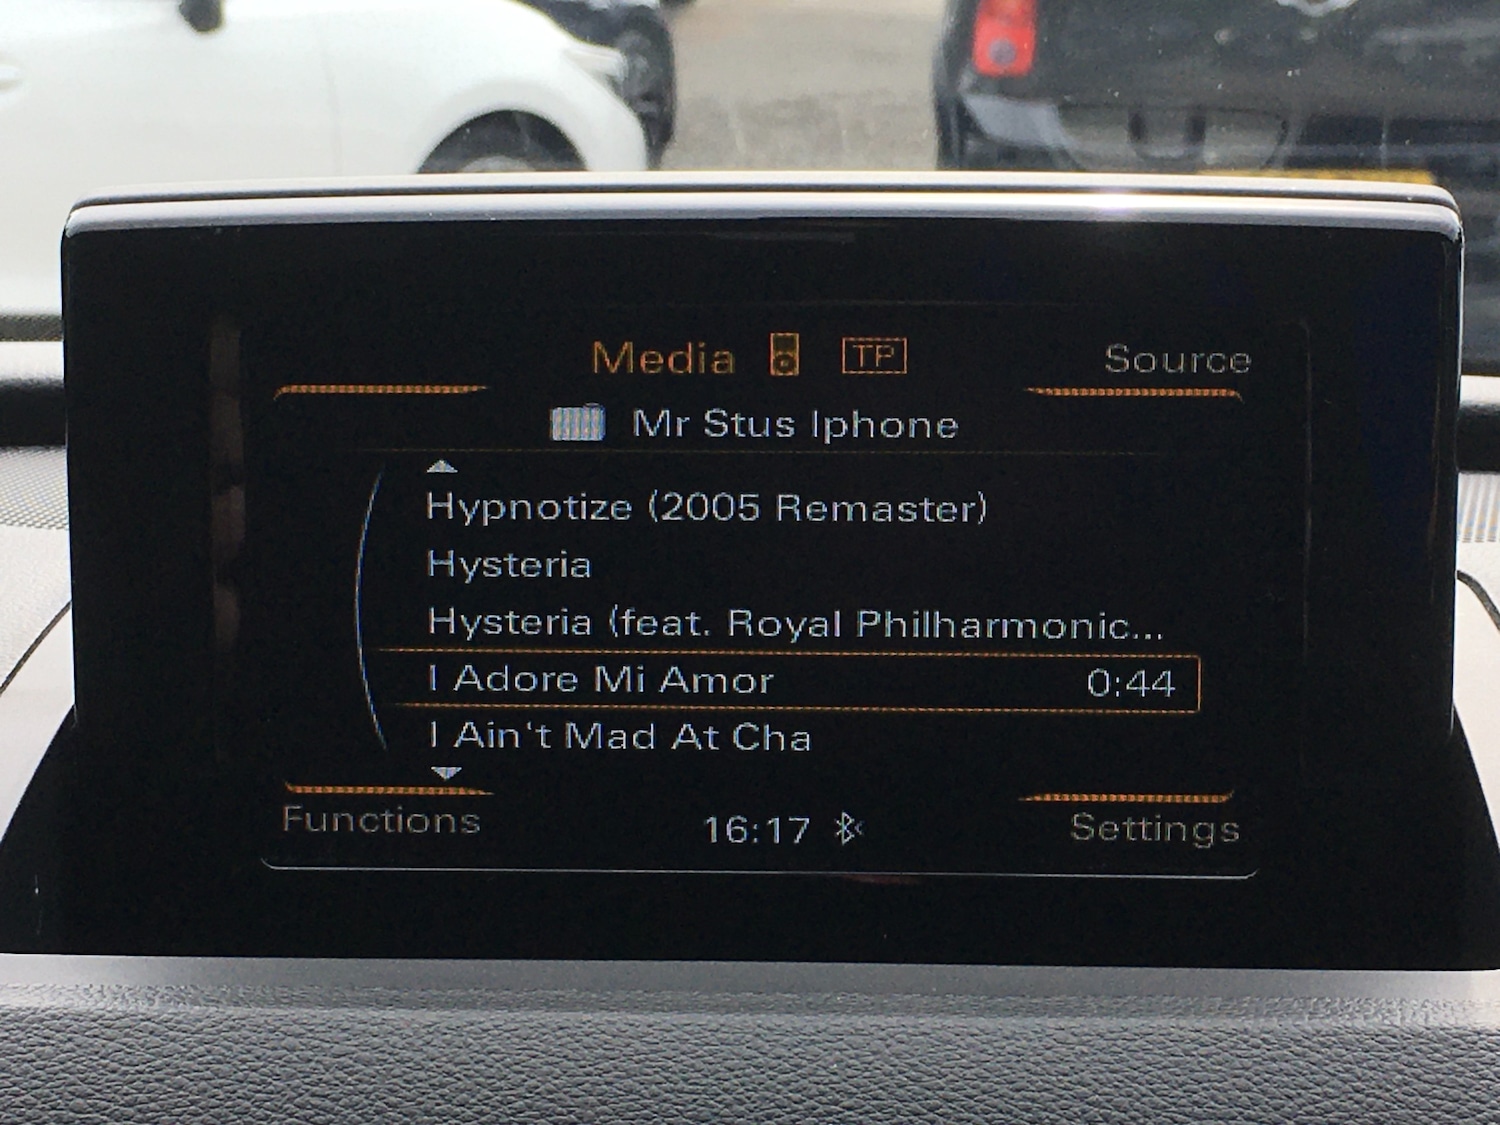 Media TP Source
Mr Stus Iphone
Hypnotize (2005 Remaster)
Hysteria
Hysteria (feat. Royal Philharmonic...
I Adore Mi Amor 0:44
I Ain't Mad At Cha
Functions 16:17 Settings